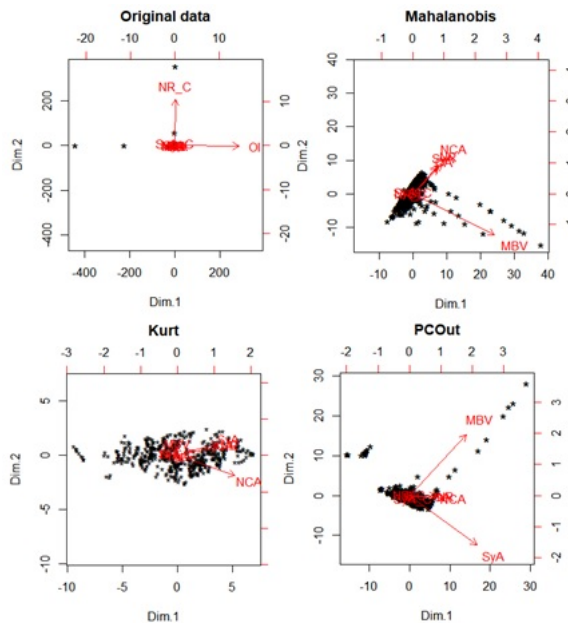 Original data
0 5 10 15
Dim.2
-400 -200 0 200
-20 -10 0 10
NR_C
OI
-400 -200 0 200
Dim.1
Mahalanobis
-1 0 1 2 3 4
Dim.2
-10 0 10 20 30 40
NCA
MBV
-10 0 10 20 30 40
Dim.1
Kurt
-3 -2 -1 0 1 2
Dim.2
-10 -5 0 5
NCA
-10 -5 0 5
Dim.1
PCOut
-2 -1 0 1 2 3
Dim.2
-10 0 10 20 30
-2 -1 0 1 2 3
MBV
NCA
SyA
-10 0 10 20 30
Dim.1